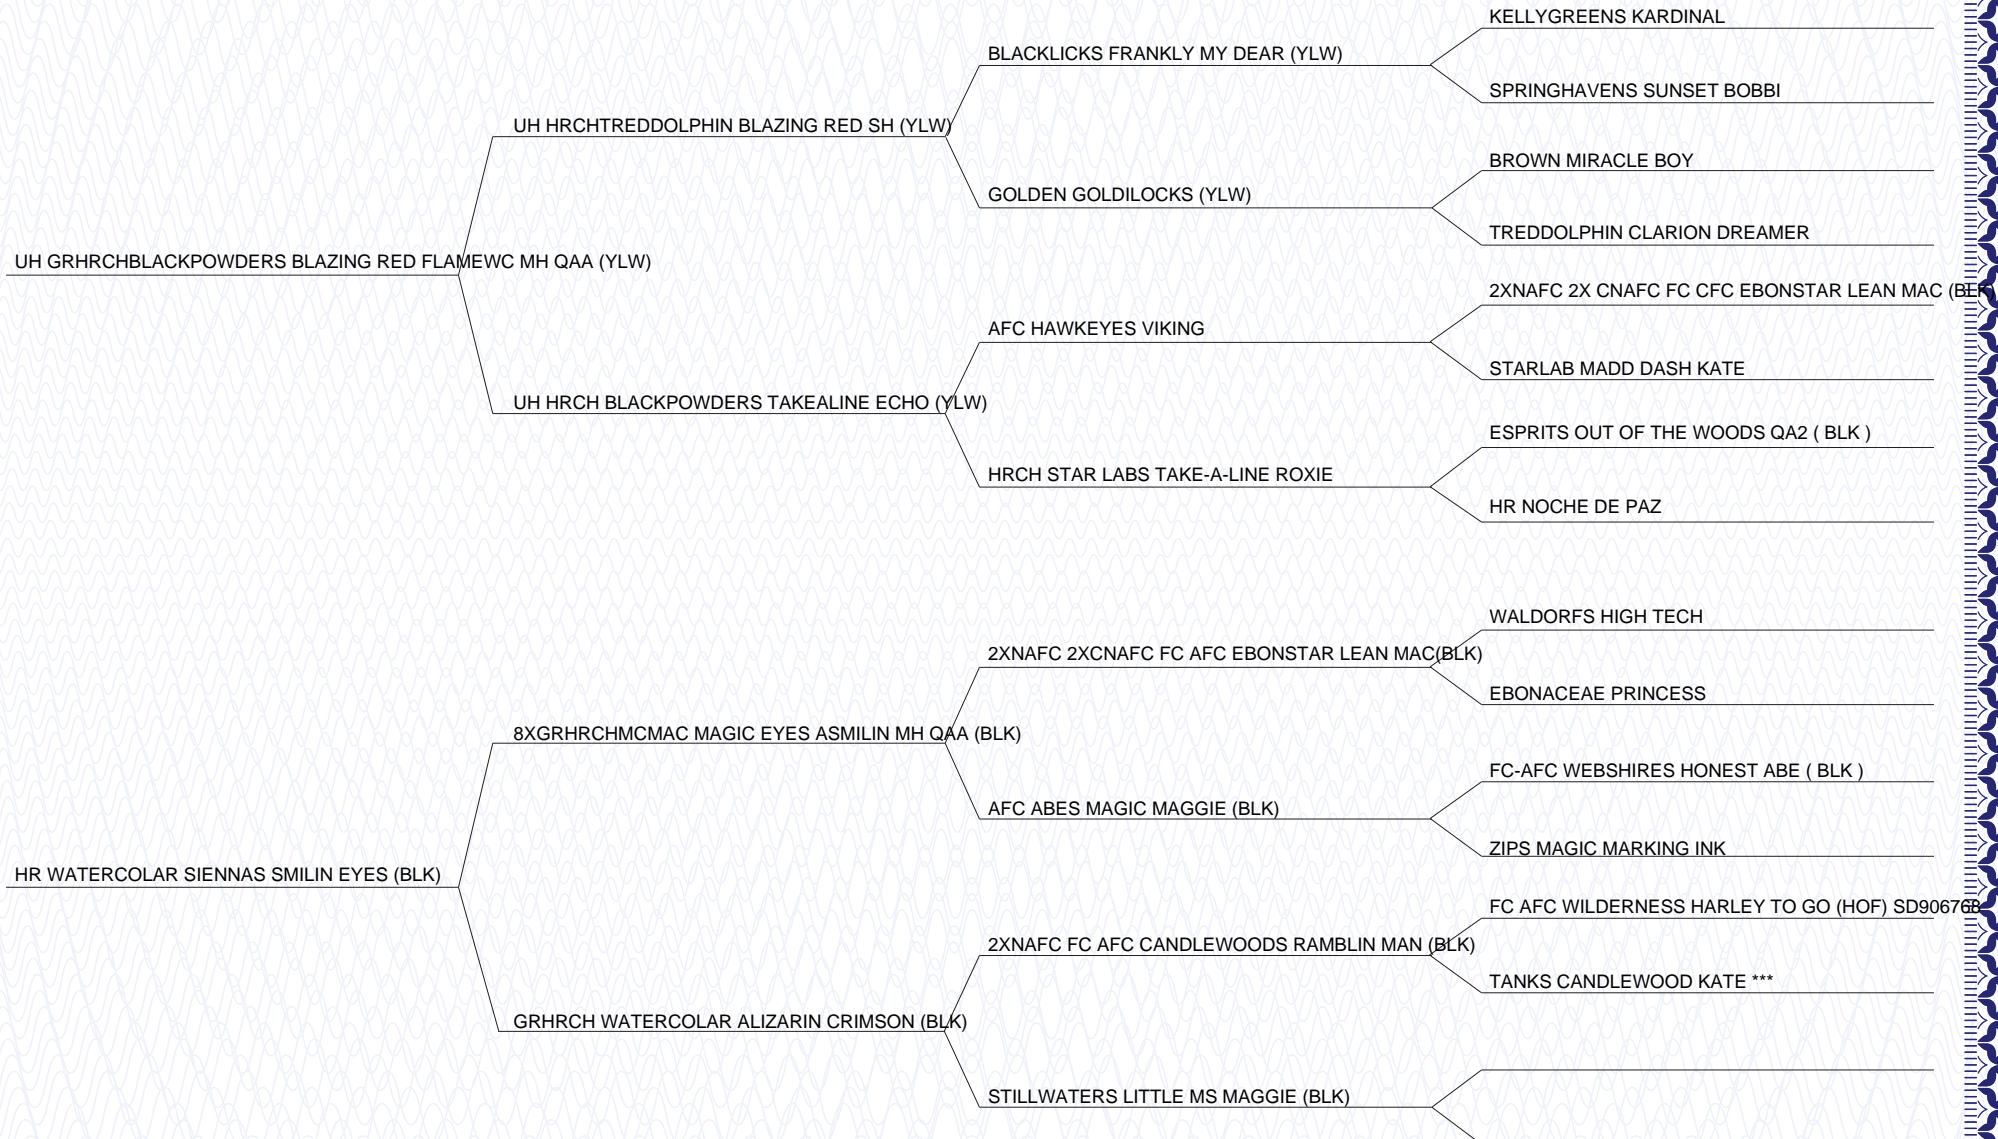 KELLYGREENS KARDINAL
BLACKLICKS FRANKLY MY DEAR (YLW)
SPRINGHAVENS SUNSET BOBBI
UH HRCHTREDDOLPHIN BLAZING RED SH (YLW)
BROWN MIRACLE BOY
GOLDEN GOLDILOCKS (YLW)
TREDDOLPHIN CLARION DREAMER
UH GRHRCHBLACKPOWDERS BLAZING RED FLAMEWC MH QAA (YLW)
2XNAFC 2X CNAFC FC CFC EBONSTAR LEAN MAC (BLK)
AFC HAWKEYES VIKING
STARLAB MADD DASH KATE
UH HRCH BLACKPOWDERS TAKEALINE ECHO (YLW)
ESPRITS OUT OF THE WOODS QA2 ( BLK )
HRCH STAR LABS TAKE-A-LINE ROXIE
HR NOCHE DE PAZ
WALDORFS HIGH TECH
2XNAFC 2XCNAFC FC AFC EBONSTAR LEAN MAC(BLK)
EBONACEAE PRINCESS
8XGRHRCHMCMAC MAGIC EYES ASMILIN MH QAA (BLK)
FC-AFC WEBSHIRES HONEST ABE ( BLK )
AFC ABES MAGIC MAGGIE (BLK)
ZIPS MAGIC MARKING INK
HR WATERCOLAR SIENNAS SMILIN EYES (BLK)
FC AFC WILDERNESS HARLEY TO GO (HOF) SD906768
2XNAFC FC AFC CANDLEWOODS RAMBLIN MAN (BLK)
TANKS CANDLEWOOD KATE ***
GRHRCH WATERCOLAR ALIZARIN CRIMSON (BLK)
STILLWATERS LITTLE MS MAGGIE (BLK)